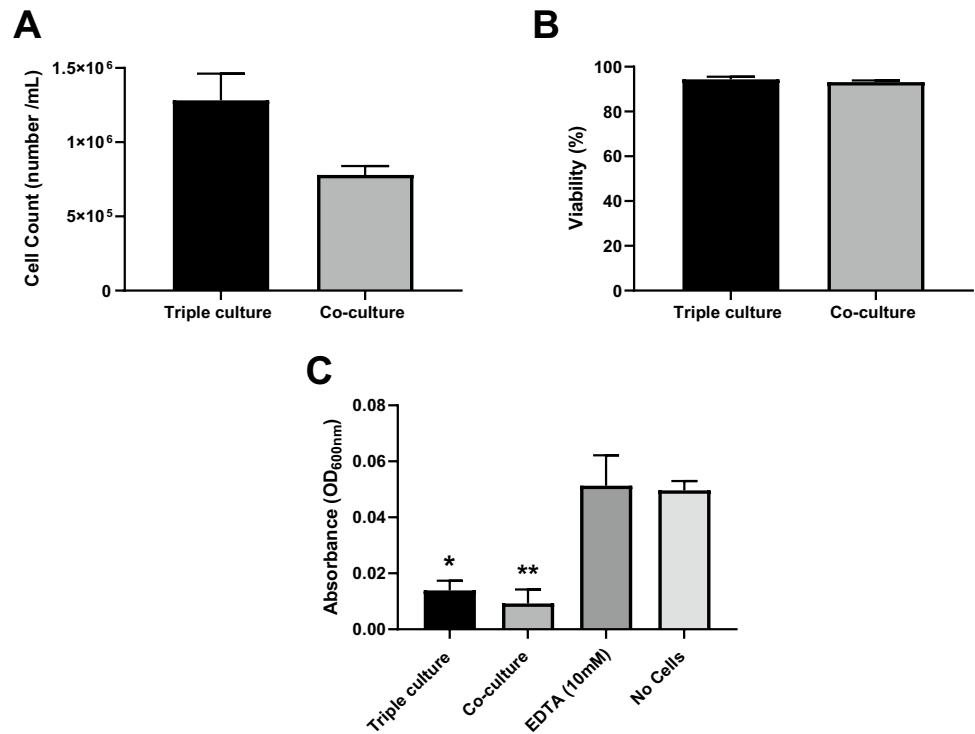 A
Cell Count (number /mL)
1.5×10⁶
1×10⁶
5×10⁵
0
Triple culture
Co-culture
B
Viability (%)
100
80
60
40
20
0
Triple culture
Co-culture
C
Absorbance (OD₆₀₀ₙₘ)
0.08
0.06
0.04
0.02
0.00
*
**
Triple culture
Co-culture
EDTA (10mM)
No Cells